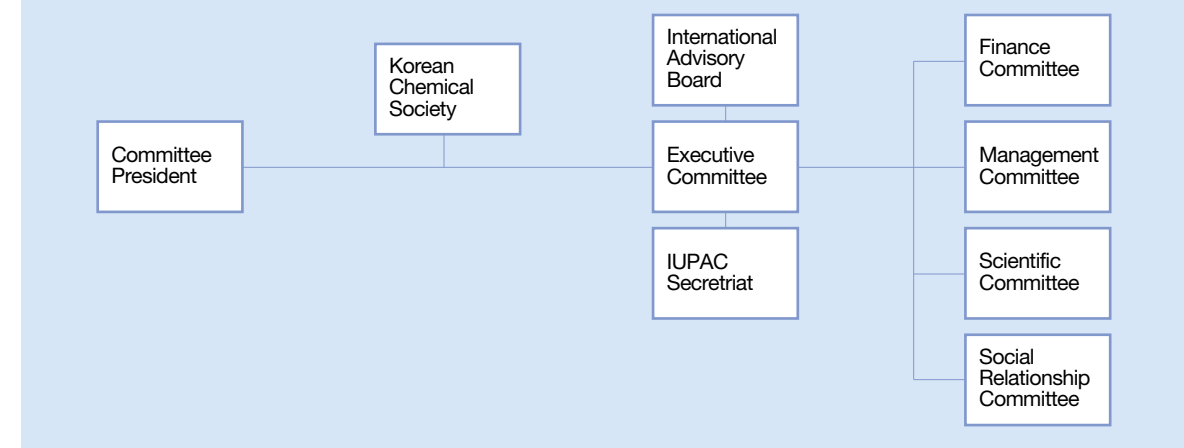 Committee
President
Korean
Chemical
Society
International
Advisory
Board
Executive
Committee
IUPAC
Secretriat
Finance
Committee
Management
Committee
Scientific
Committee
Social
Relationship
Committee